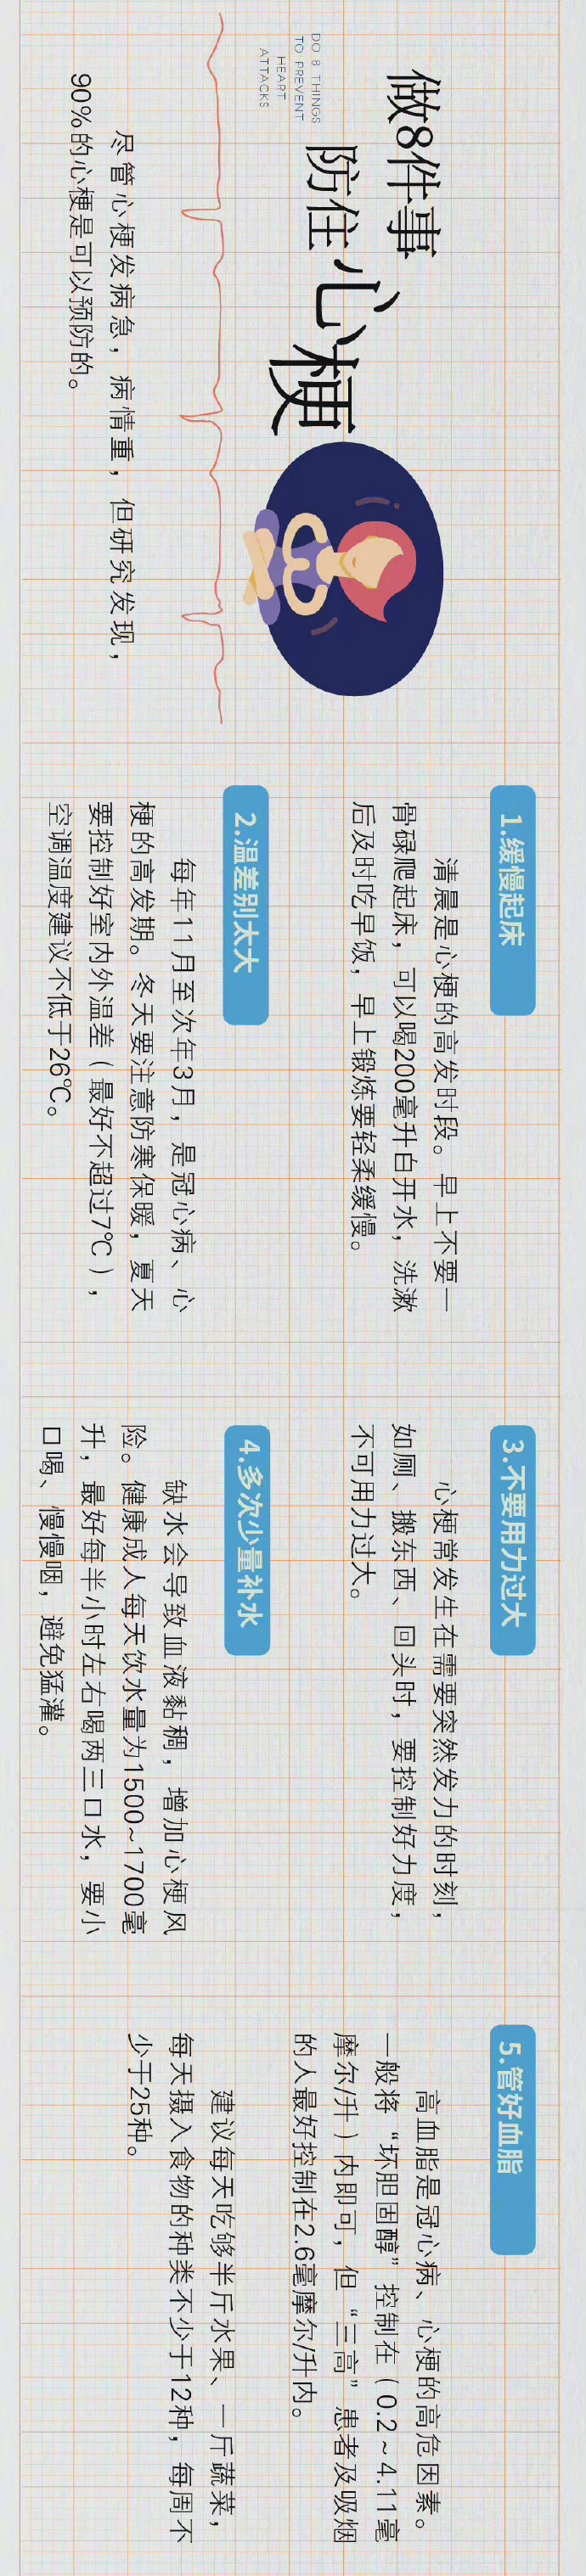 做8件事
防住心梗
DO 8 THINGS
TO PREVENT
HEART
ATTACKS
尽管心梗发病急，病情重，但研究发现，
90%的心梗是可以预防的。
1.缓慢起床
清晨是心梗的高发时段。早上不要一
骨碌爬起床，可以喝200毫升白开水，洗漱
后及时吃早饭，早上锻炼要轻柔缓慢。
2.温差别太大
每年11月至次年3月，是冠心病、心
梗的高发期。冬天要注意防寒保暖，夏天
要控制好室内外温差（最好不超过7℃），
空调温度建议不低于26℃。
3.不要用力过大
心梗常发生在需要突然发力的时刻，
如厕、搬东西、回头时，要控制好力度，
不可用力过大。
4.多次少量补水
缺水会导致血液黏稠，增加心梗风
险。健康成人每天饮水量为1500~1700毫
升，最好每半小时左右喝两三口水，要小
口喝、慢慢咽，避免猛灌。
5.管好血脂
高血脂是冠心病、心梗的高危因素。
一般将“坏胆固醇”控制在（0.2～4.11毫
摩尔/升）内即可，但“三高”患者及吸烟
的人最好控制在2.6毫摩尔/升内。
建议每天吃够半斤水果、一斤蔬菜，
每天摄入食物的种类不少于12种，每周不
少于25种。